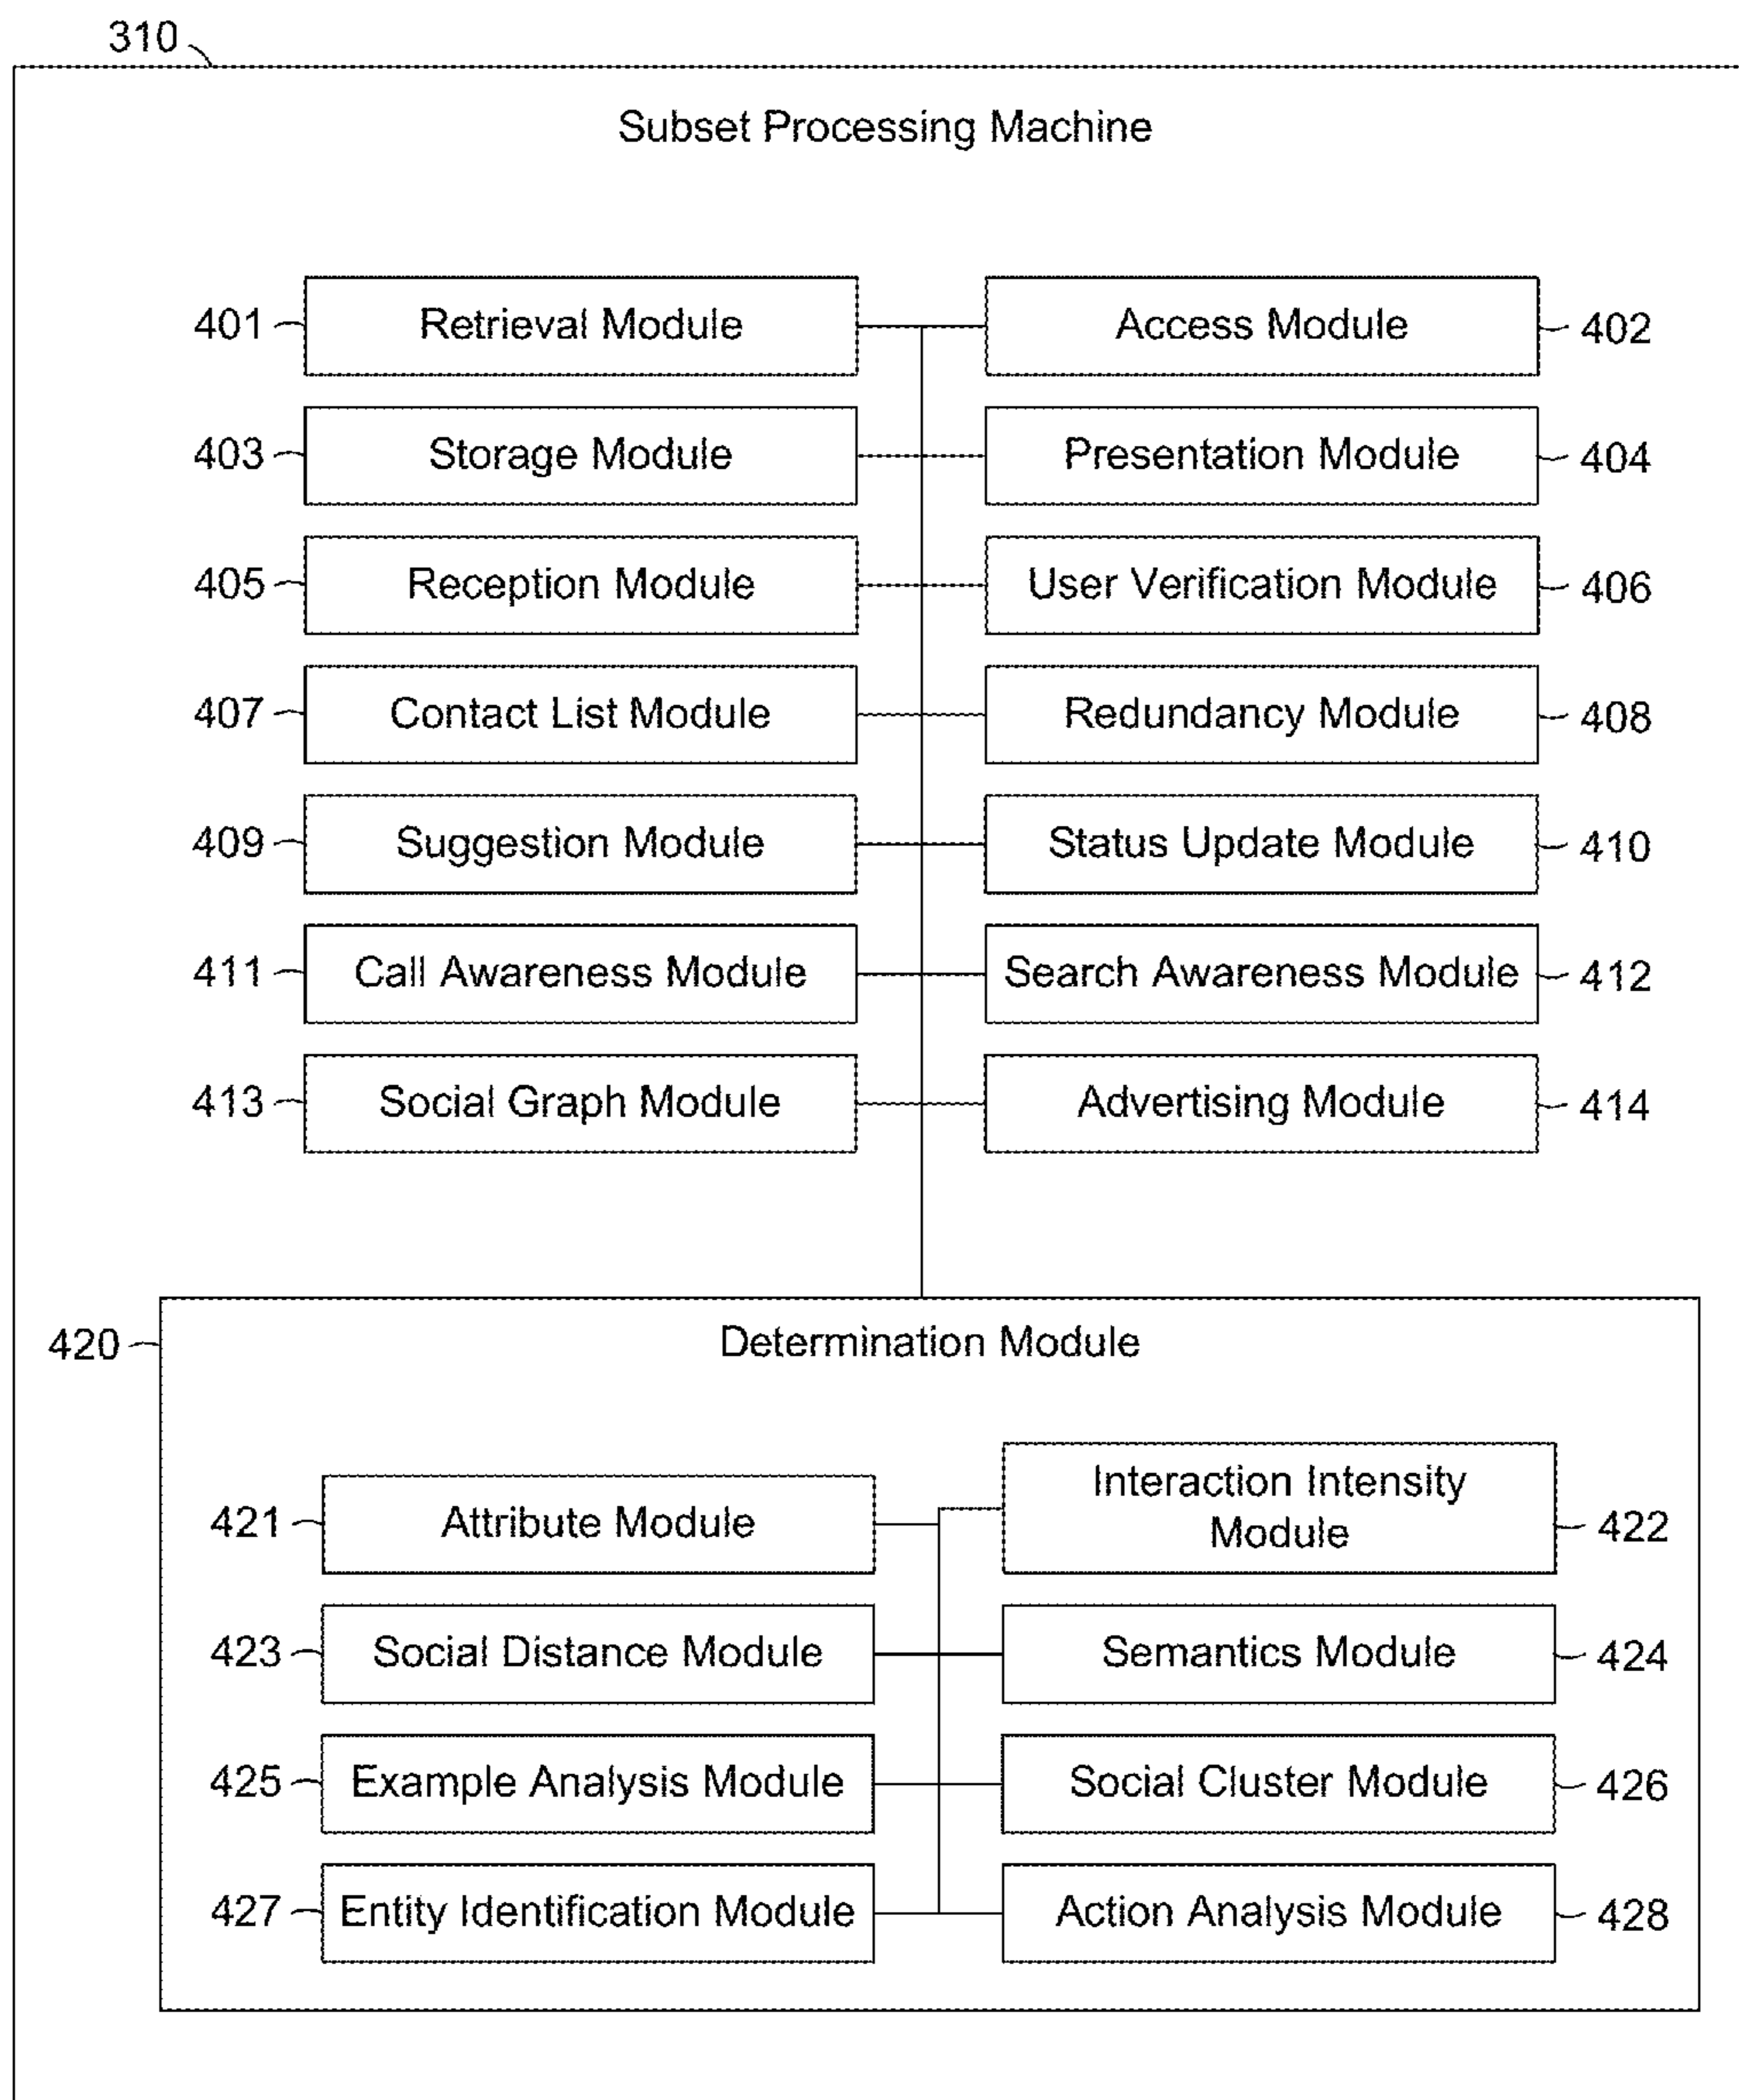 310
Subset Processing Machine
401 Retrieval Module Access Module 402
403 Storage Module Presentation Module 404
405 Reception Module User Verification Module 406
407 Contact List Module Redundancy Module 408
409 Suggestion Module Status Update Module 410
411 Call Awareness Module Search Awareness Module 412
413 Social Graph Module Advertising Module 414
420 Determination Module
421 Attribute Module
Interaction Intensity
Module 422
423 Social Distance Module Semantics Module 424
425 Example Analysis Module Social Cluster Module 426
427 Entity Identification Module Action Analysis Module 428